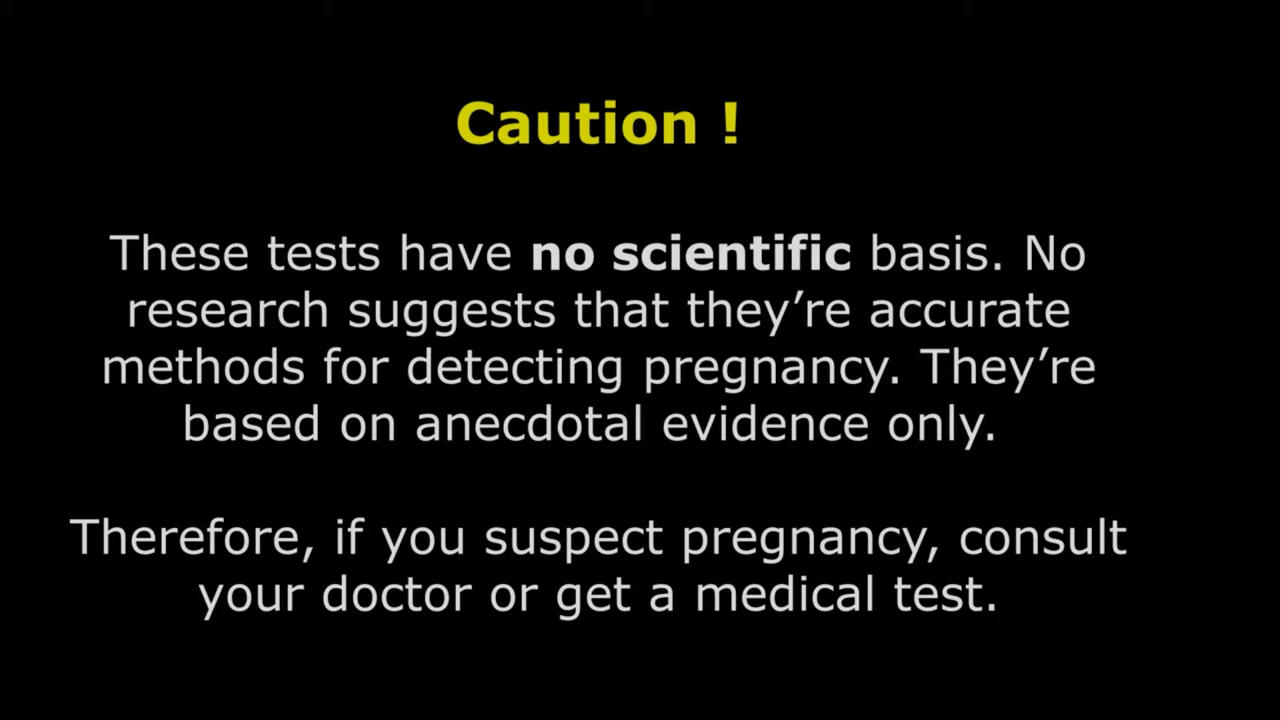 Caution !
These tests have no scientific basis. No
research suggests that they’re accurate
methods for detecting pregnancy. They’re
based on anecdotal evidence only.
Therefore, if you suspect pregnancy, consult
your doctor or get a medical test.